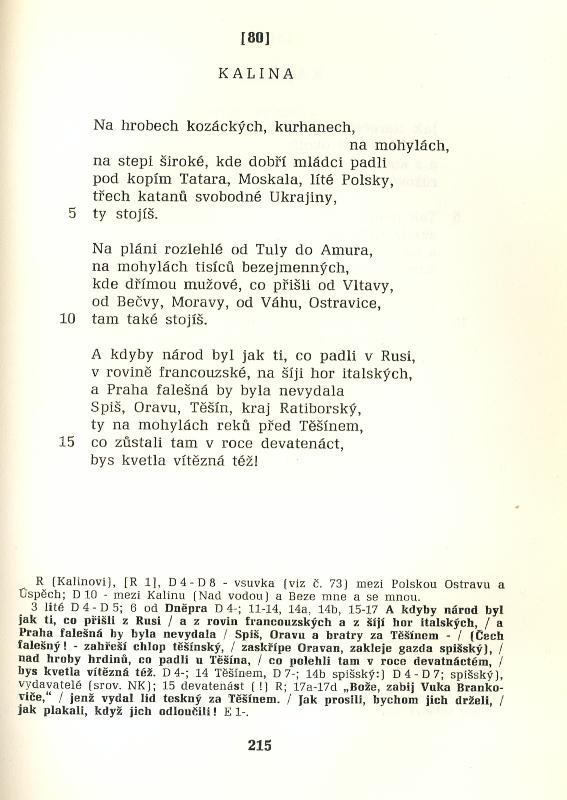 [80]
KALINA
Na hrobech kozáckých, kurhanech,
na mohylách,
na stepi široké, kde dobří mládci padli
pod kopím Tatara, Moskala, líté Polsky,
třech katanů svobodné Ukrajiny,
5 ty stojíš.
Na pláni rozlehlé od Tuly do Amura,
na mohylách tisíců bezejmenných,
kde dřímou mužové, co přišli od Vltavy,
od Bečvy, Moravy, od Váhu, Ostravice,
10 tam také stojíš.
A kdyby národ byl jak ti, co padli v Rusi,
v rovině francouzské, na šíji hor italských,
a Praha falešná by byla nevydala
Spiš, Oravu, Těšín, kraj Ratiborský,
ty na mohylách reků před Těšínem,
15 co zůstali tam v roce devatenáct,
bys kvetla vítězná též!
R (Kalinovi), [R 1], D 4 - D 8 - vsuvka (viz č. 73) mezi Polskou Ostravu a
Úspěch; D 10 - mezi Kalinu (Nad vodou) a Beze mne a se mnou.
3 lité D 4 - D 5; 6 od Dněpra D 4-; 11-14, 14a, 14b, 15-17 A kdyby národ byl
jak ti, co přišli z Rusi / a z rovin francouzských a z šíjí hor italských, / a
Praha falešná by byla nevydala / Spiš, Oravu a bratry za Těšínem - / (Čech
falešný! - zahřeší chlop těšínský, / zaskřípe Oravan, zakleje gazda spišský), /
nad hroby hrdinů, co padli u Těšína, / co polehli tam v roce devatnáctém, /
bys kvetla vítězná též. D 4-; 14 Těšínem, D 7-; 14b spišský:) D 4 - D 7; spišský),
vydavatelé (srov. NK); 15 devatenást (!) R; 17a-17d „Bože, zabij Vuka Branko-
viče,“ / jenž vydal lid teskný za Těšínem. / Jak prosili, bychom jich drželi, /
jak plakali, když jich odloučili! E 1-.
215